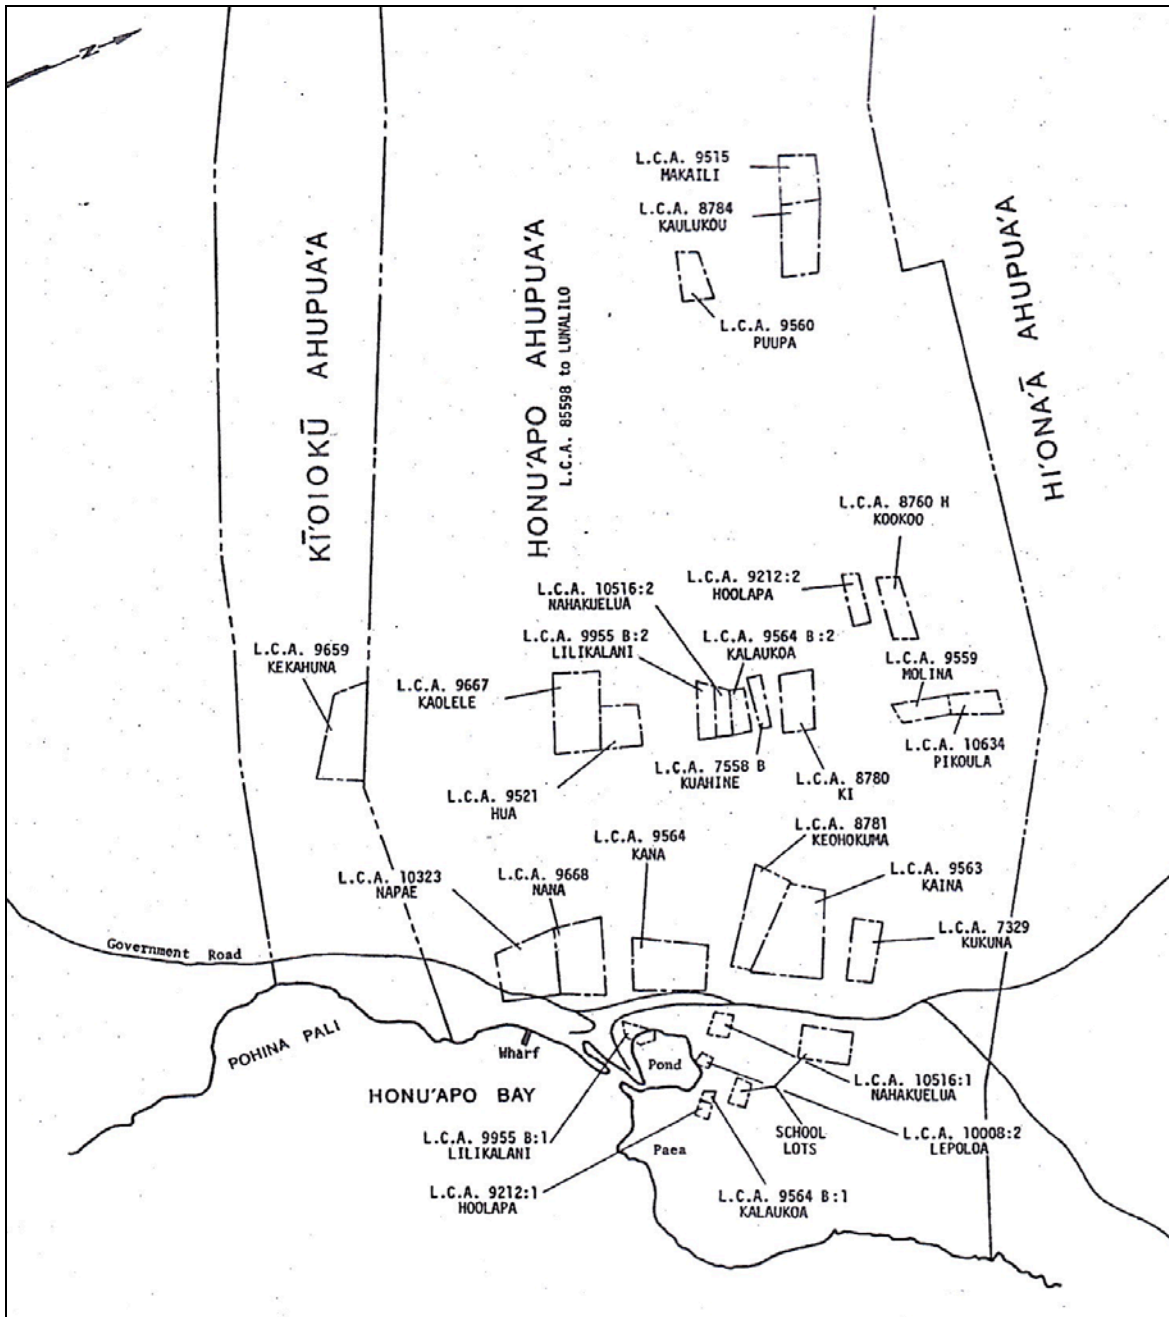 N
L.C.A. 9515
MAKAILI
L.C.A. 8784
KAULUKOU
L.C.A. 9560
PUUPA
KĪ'OIOKŪ AHUPUA'A
HONU'APO AHUPUA'A
L.C.A. 85598 to LUNALILO
HI'ONA'Ā AHUPUA'A
L.C.A. 8760 H
KOOKOO
L.C.A. 9212:2
HOOLAPA
L.C.A. 10516:2
NAHAKUELUA
L.C.A. 9955 B:2
LILIKALANI
L.C.A. 9564 B:2
KALAUKOA
L.C.A. 9659
KEKAHUNA
L.C.A. 9667
KAOLELE
L.C.A. 9559
MOLINA
L.C.A. 10634
PIKOULA
L.C.A. 7558 B
KUAHINE
L.C.A. 8780
KI
L.C.A. 9521
HUA
L.C.A. 8781
KEOHOKUMA
L.C.A. 9564
KANA
L.C.A. 9563
KAINA
L.C.A. 10323
NAPAE
L.C.A. 9668
NANA
L.C.A. 7329
KUKUNA
Government Road
POHINA PALI
Wharf
Pond
HONU'APO BAY
L.C.A. 10516:1
NAHAKUELUA
L.C.A. 9955 B:1
LILIKALANI
Paea
SCHOOL
LOTS
L.C.A. 10008:2
LEPOLOA
L.C.A. 9212:1
HOOLAPA
L.C.A. 9564 B:1
KALAUKOA